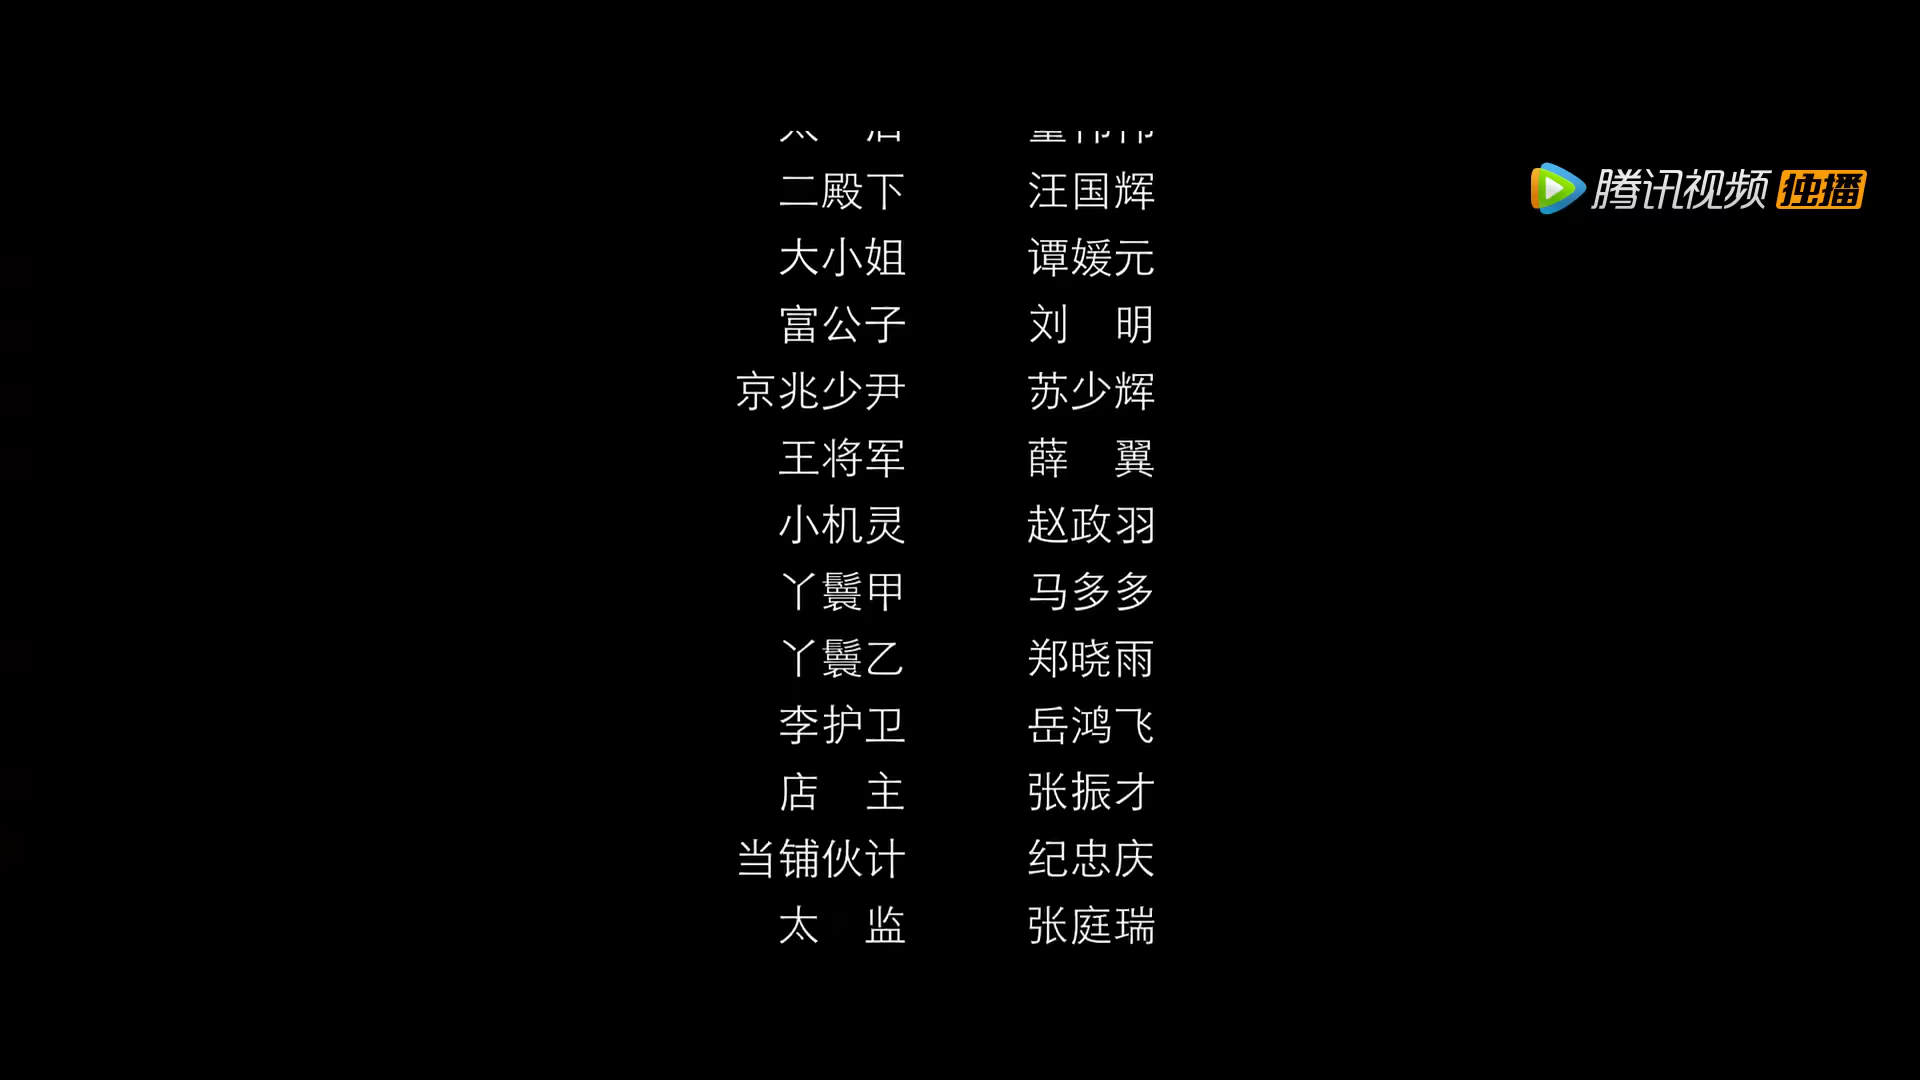 二殿下 汪国辉
腾讯视频 独播
大小姐 谭媛元
富公子 刘 明
京兆少尹 苏少辉
王将军 薛 翼
小机灵 赵政羽
丫鬟甲 马多多
丫鬟乙 郑晓雨
李护卫 岳鸿飞
店 主 张振才
当铺伙计 纪忠庆
太 监 张庭瑞